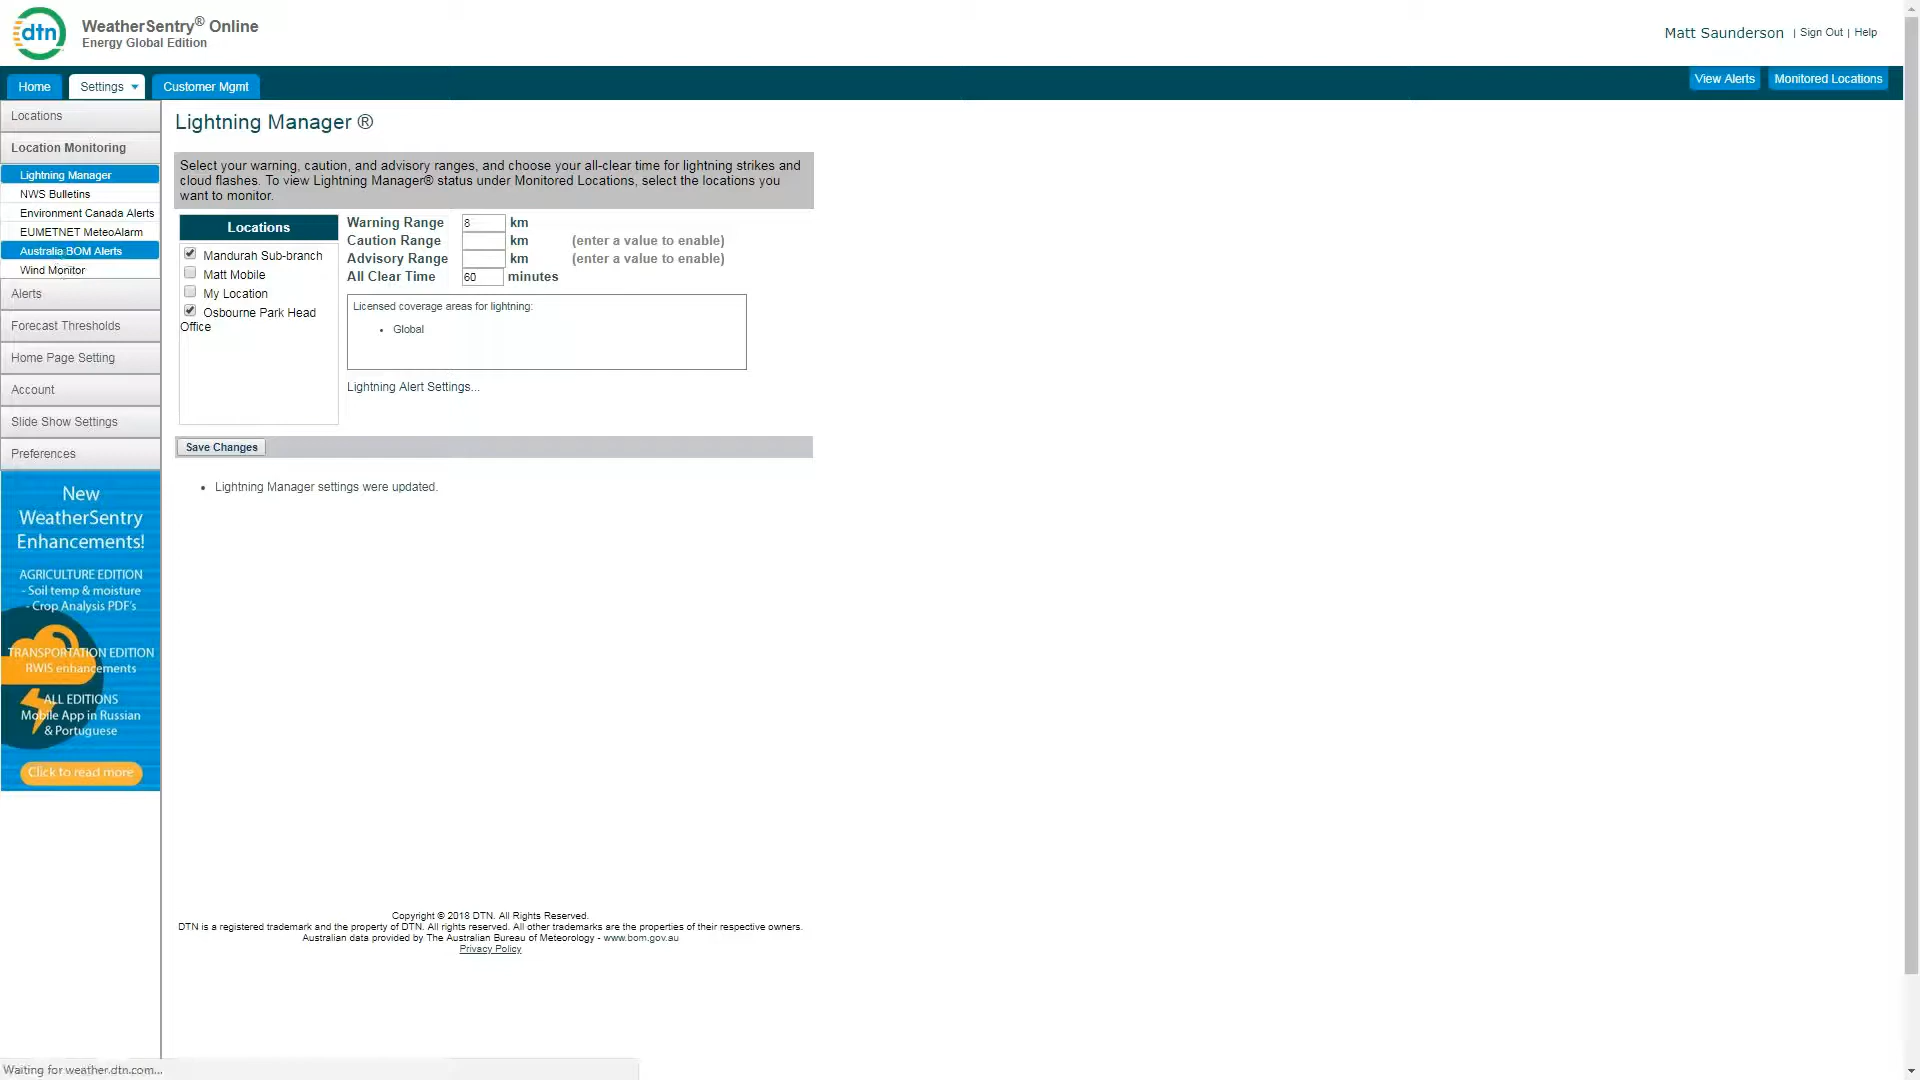 dtn
WeatherSentry® Online
Energy Global Edition
Matt Saunderson | Sign Out | Help
Home
Settings
Customer Mgmt
View Alerts
Monitored Locations
Locations
Location Monitoring
Lightning Manager
NWS Bulletins
Environment Canada Alerts
EUMETNET MeteoAlarm
Australia BOM Alerts
Wind Monitor
Alerts
Forecast Thresholds
Home Page Setting
Account
Slide Show Settings
Preferences
New
WeatherSentry
Enhancements!
AGRICULTURE EDITION
- Soil temp & moisture
- Crop Analysis PDF's
TRANSPORTATION EDITION
RWIS enhancements
ALL EDITIONS
Mobile App in Russian
& Portuguese
Click to read more
Lightning Manager ®
Select your warning, caution, and advisory ranges, and choose your all-clear time for lightning strikes and
cloud flashes. To view Lightning Manager® status under Monitored Locations, select the locations you
want to monitor.
Locations
Mandurah Sub-branch
Matt Mobile
My Location
Osbourne Park Head
Office
Warning Range 8 km
Caution Range km (enter a value to enable)
Advisory Range km (enter a value to enable)
All Clear Time 60 minutes
Licensed coverage areas for lightning:
• Global
Lightning Alert Settings...
Save Changes
• Lightning Manager settings were updated.
Copyright © 2018 DTN. All Rights Reserved.
DTN is a registered trademark and the property of DTN. All rights reserved. All other trademarks are the properties of their respective owners.
Australian data provided by The Australian Bureau of Meteorology - www.bom.gov.au
Privacy Policy
Waiting for weather.dtn.com...